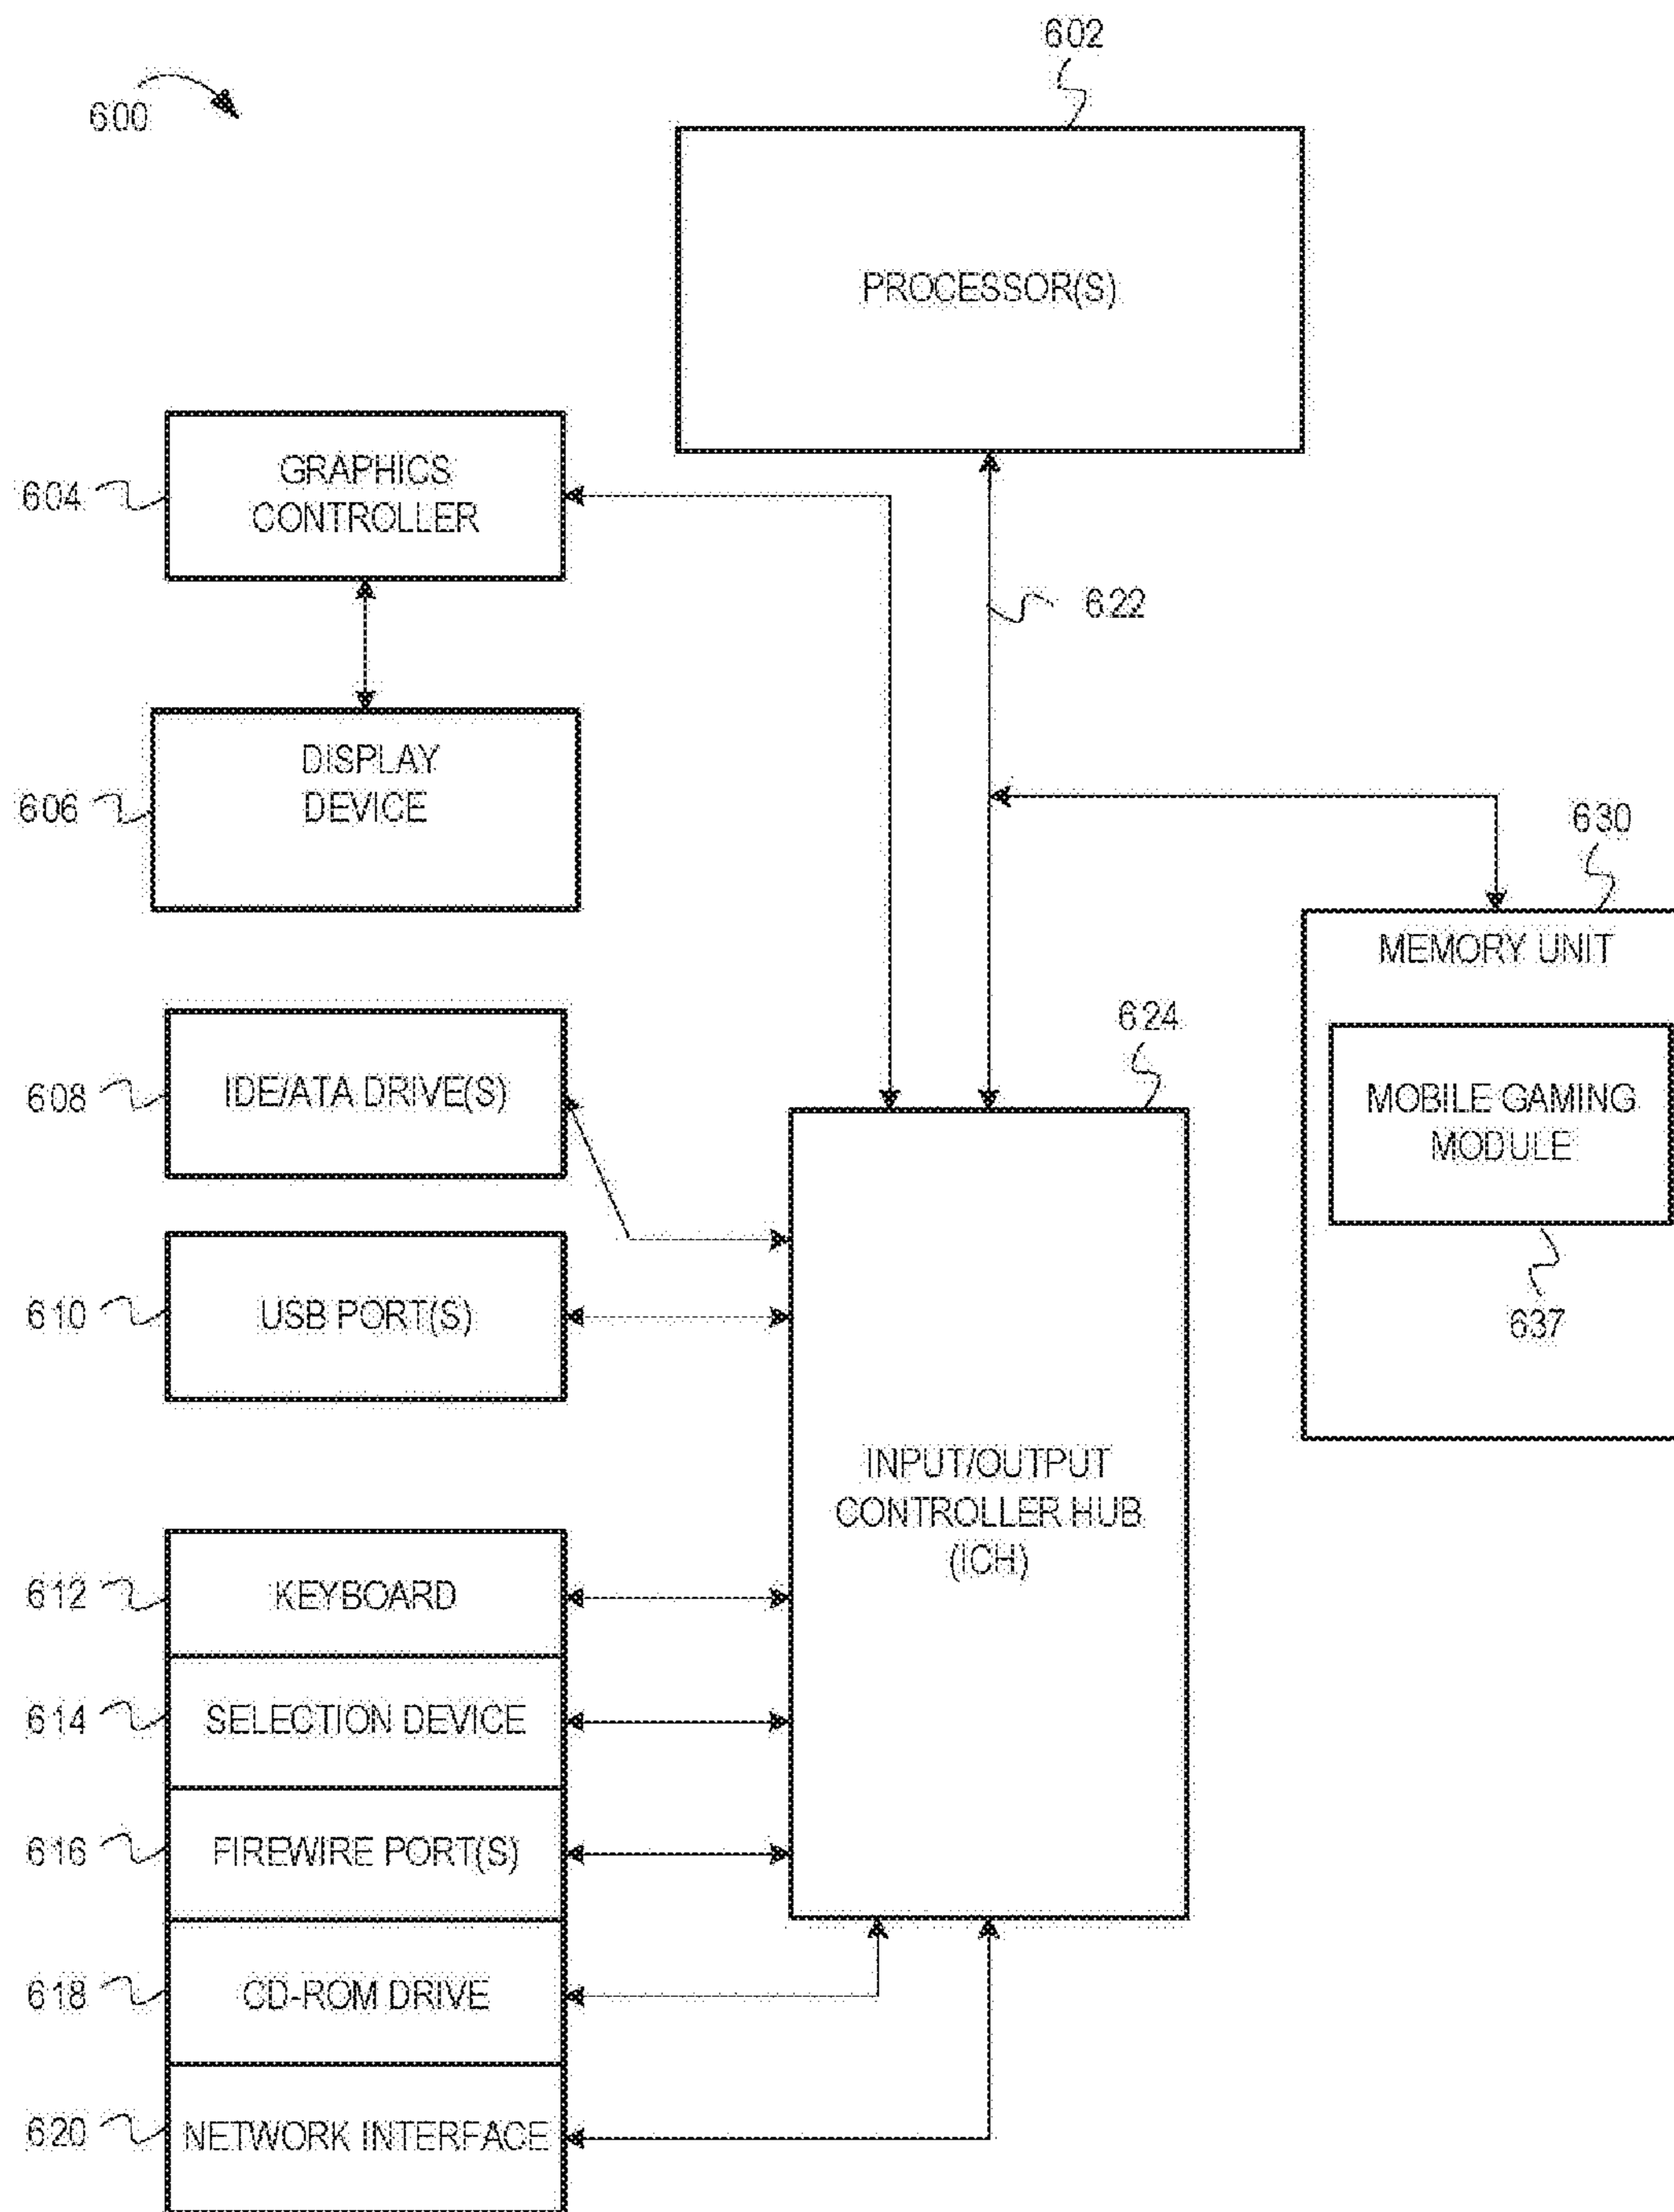 602
600
PROCESSOR(S)
604
GRAPHICS
CONTROLLER
622
606
DISPLAY
DEVICE
630
MEMORY UNIT
624
608
IDE/ATA DRIVE(S)
MOBILE GAMING
MODULE
610
USB PORT(S)
637
INPUT/OUTPUT
CONTROLLER HUB
(ICH)
612
KEYBOARD
614
SELECTION DEVICE
616
FIREWIRE PORT(S)
618
CD-ROM DRIVE
620
NETWORK INTERFACE